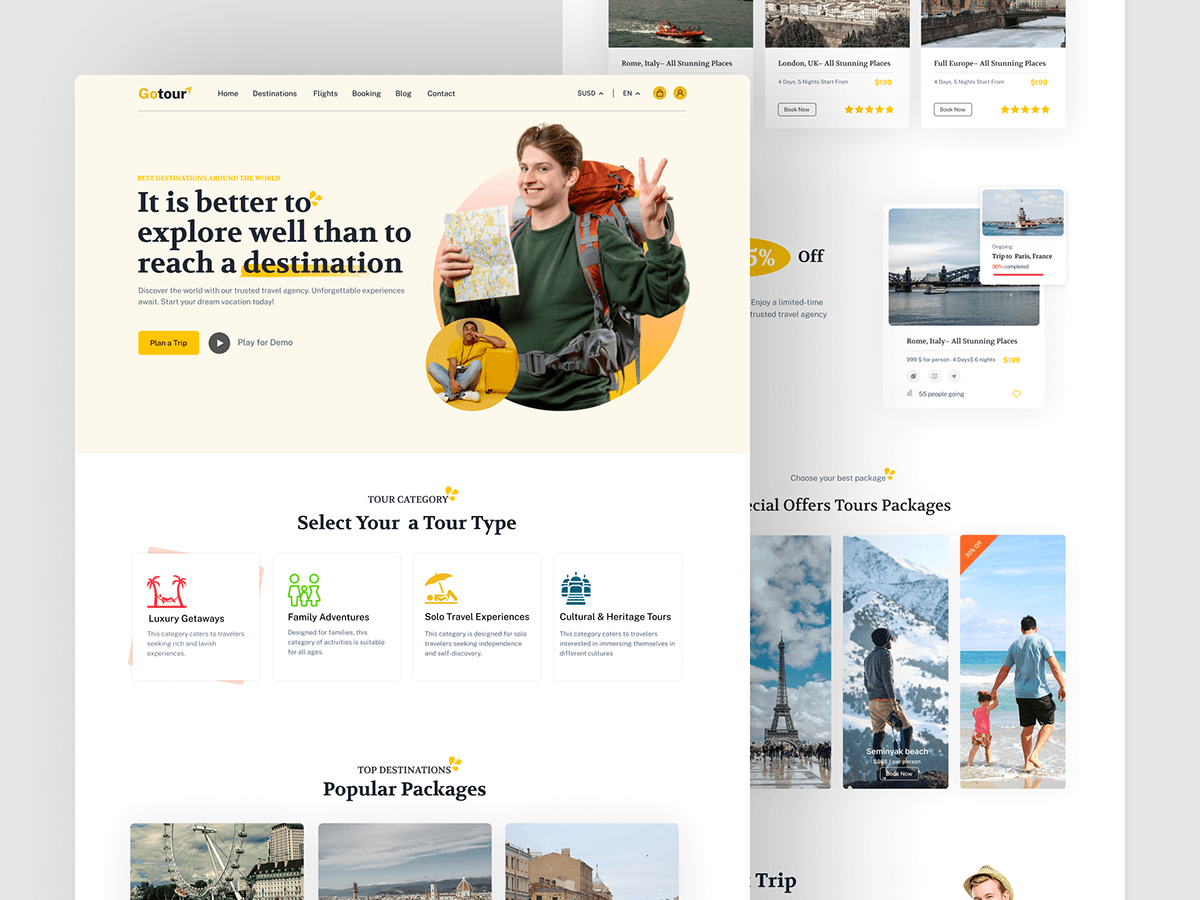 Gotour
Home Destinations Flights Booking Blog Contact
$USD | EN
BEST DESTINATIONS AROUND THE WORLD
It is better to
explore well than to
reach a destination
Discover the world with our trusted travel agency. Unforgettable experiences
await. Start your dream vacation today!
Plan a Trip
Play for Demo
TOUR CATEGORY
Select Your a Tour Type
Luxury Getaways
This category caters to travelers
seeking rich and lavish
experiences.
Family Adventures
Designed for families, this
category of activities is suitable
for all ages.
Solo Travel Experiences
This category is designed for solo
travelers seeking independence
and self-discovery.
Cultural & Heritage Tours
This category caters to travelers
interested in immersing themselves in
different cultures
TOP DESTINATIONS
Popular Packages
Rome, Italy– All Stunning Places
London, UK– All Stunning Places
4 Days, 5 Nights Start From $199
Book Now
Full Europe– All Stunning Places
4 Days, 5 Nights Start From $199
Book Now
5% Off
Enjoy a limited-time
trusted travel agency
Ongoing
Trip to Paris, France
90% completed
Rome, Italy– All Stunning Places
999 $ for person- 4 Days$ 6 nights $199
55 people going
Choose your best package
ecial Offers Tours Packages
Seminyak beach
$966 | per person
Book Now
30% Off
Trip